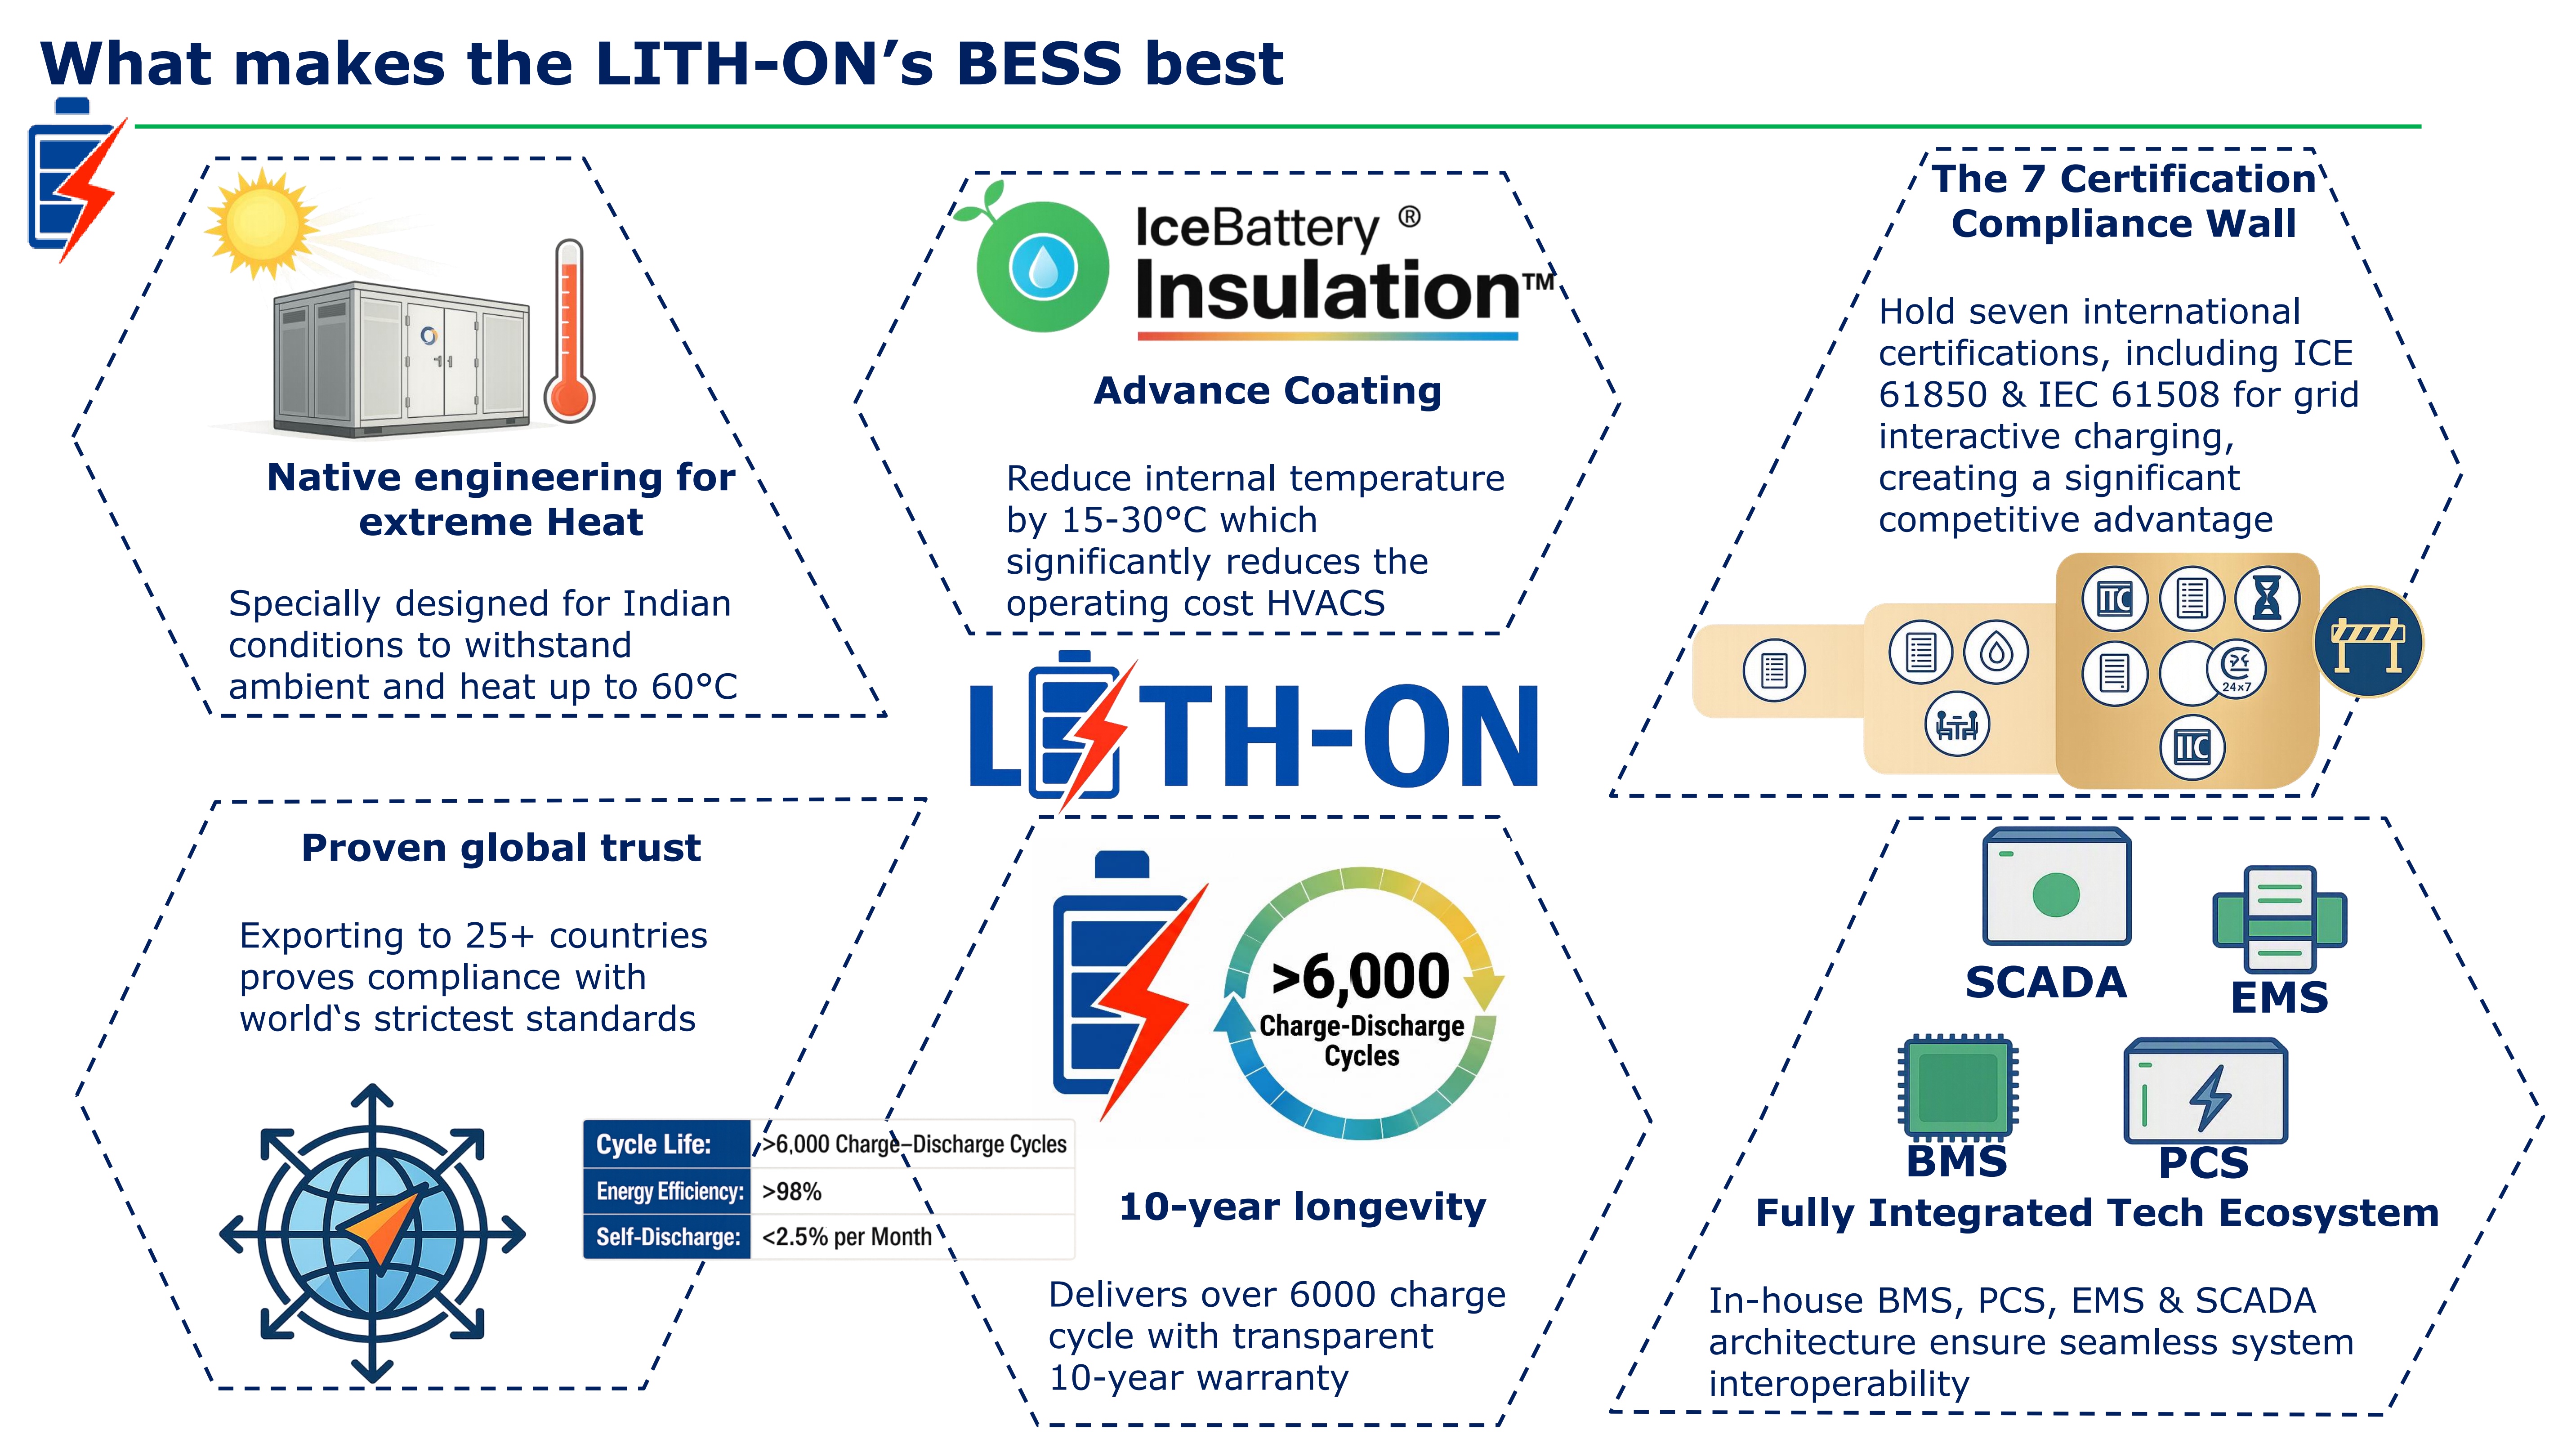 What makes the LITH-ON’s BESS best
Native engineering for
extreme Heat
Specially designed for Indian
conditions to withstand
ambient and heat up to 60°C
IceBattery ®
Insulation™
Advance Coating
Reduce internal temperature
by 15-30°C which
significantly reduces the
operating cost HVACS
The 7 Certification
Compliance Wall
Hold seven international
certifications, including ICE
61850 & IEC 61508 for grid
interactive charging,
creating a significant
competitive advantage
ITC
24×7
IIC
L TH-ON
Proven global trust
Exporting to 25+ countries
proves compliance with
world‘s strictest standards
Cycle Life: >6,000 Charge–Discharge Cycles
Energy Efficiency: >98%
Self-Discharge: <2.5% per Month
>6,000
Charge-Discharge
Cycles
10-year longevity
Delivers over 6000 charge
cycle with transparent
10-year warranty
SCADA
EMS
BMS
PCS
Fully Integrated Tech Ecosystem
In-house BMS, PCS, EMS & SCADA
architecture ensure seamless system
interoperability